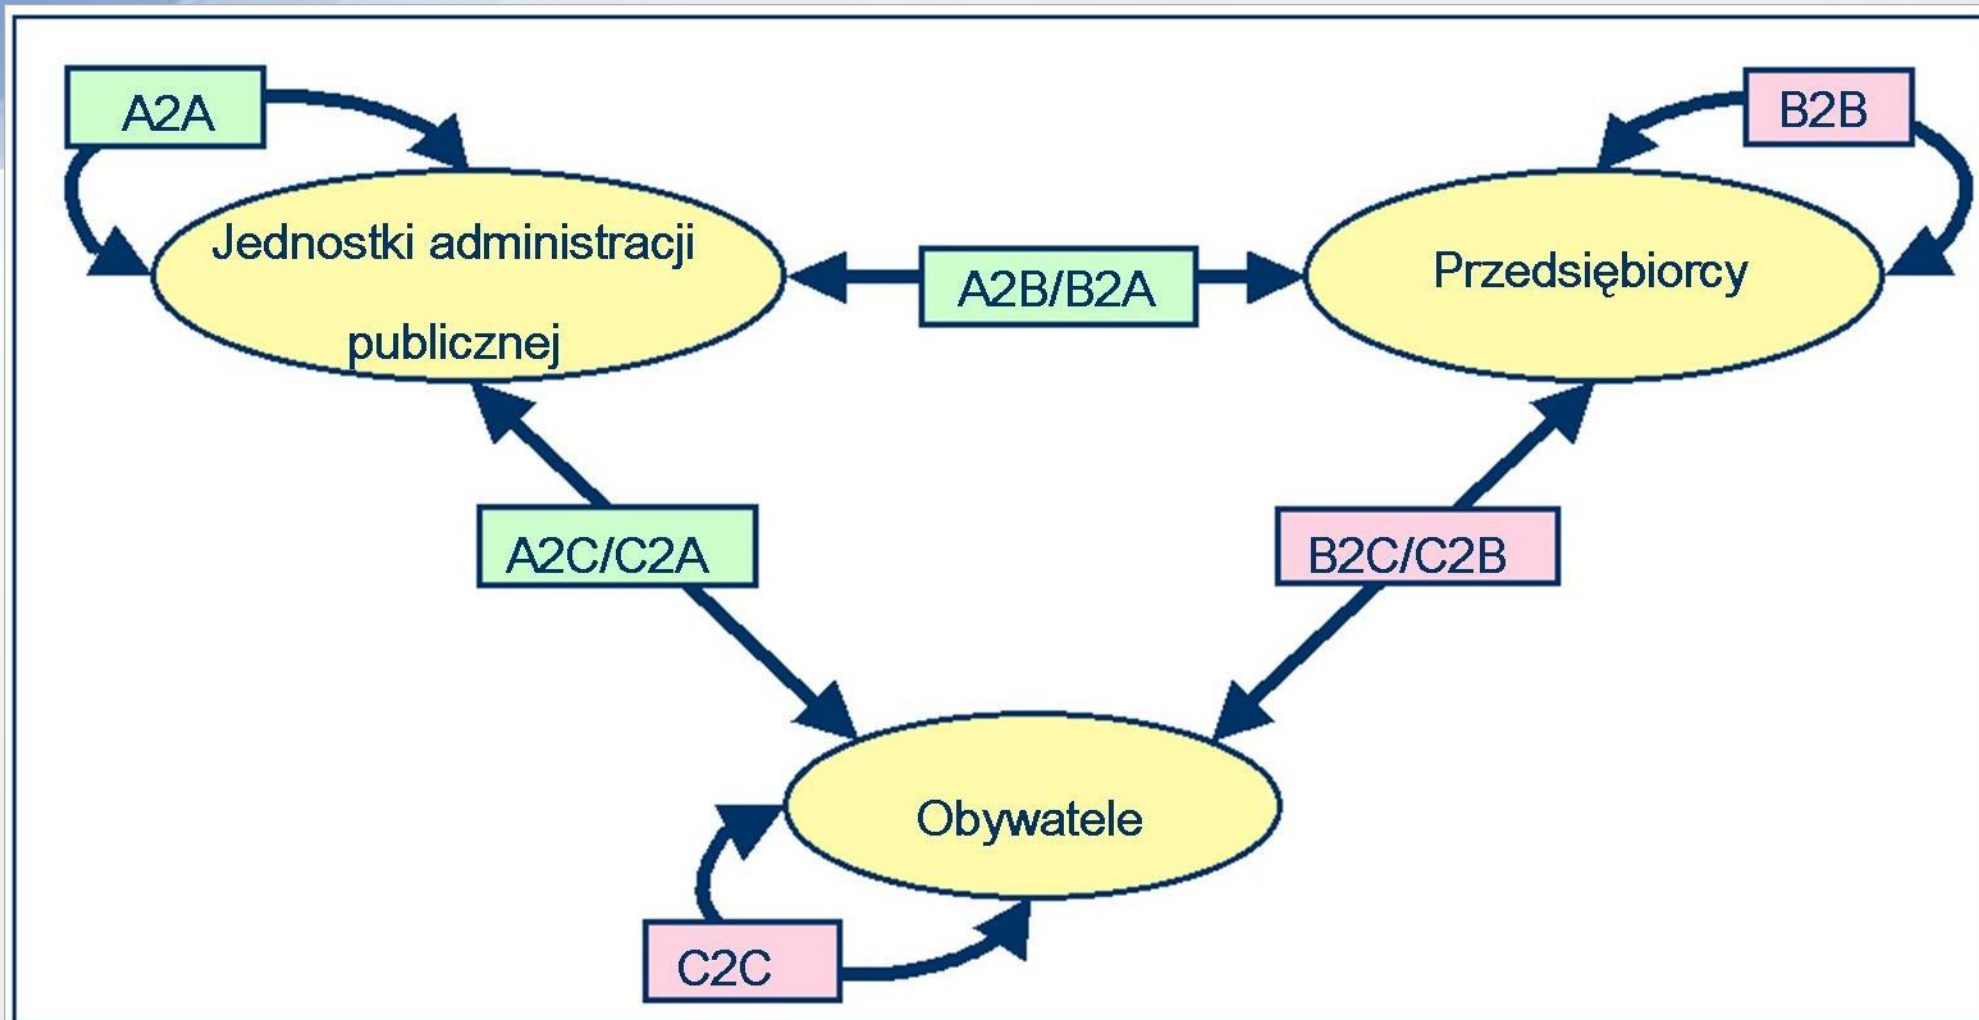 A2A
B2B
Jednostki administracji
publicznej
A2B/B2A
Przedsiębiorcy
A2C/C2A
B2C/C2B
Obywatele
C2C